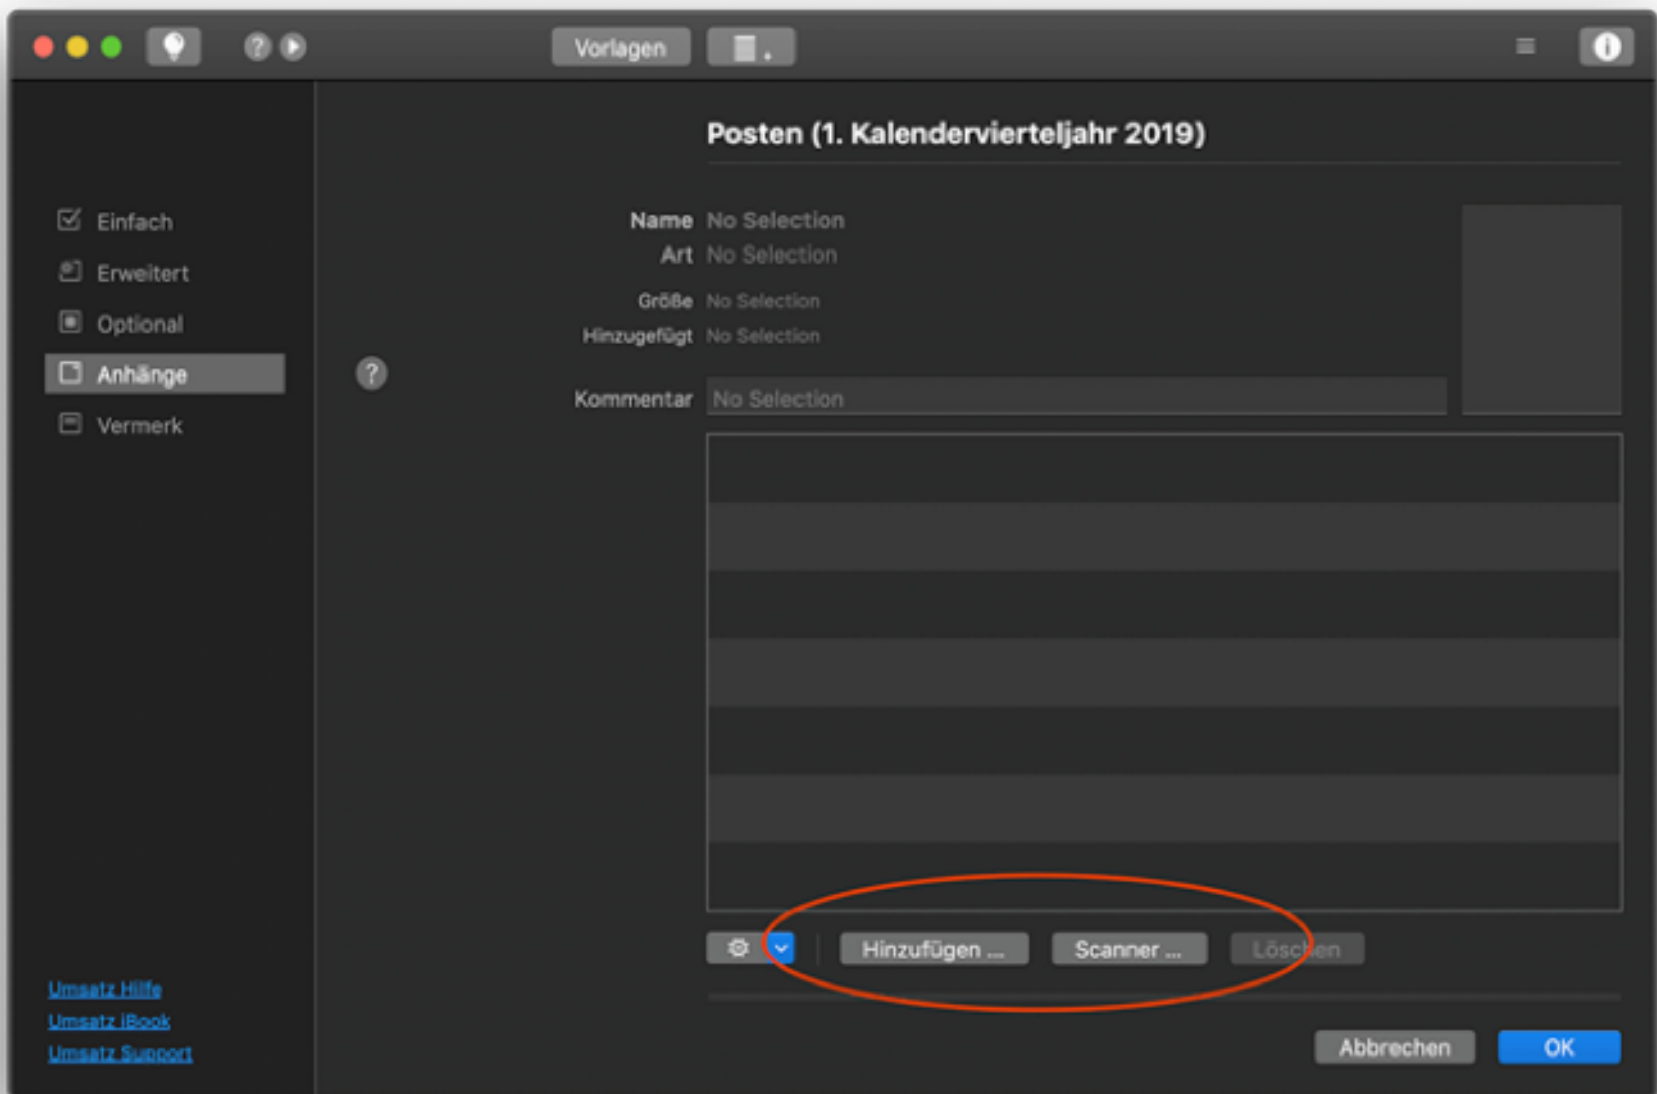 Vorlagen
Posten (1. Kalendervierteljahr 2019)
Einfach
Erweitert
Optional
Anhänge
Vermerk
Name No Selection
Art No Selection
Größe No Selection
Hinzugefügt No Selection
?
Kommentar No Selection
Hinzufügen ... Scanner ... Löschen
Umsatz Hilfe
Umsatz iBook
Umsatz Support
Abbrechen OK